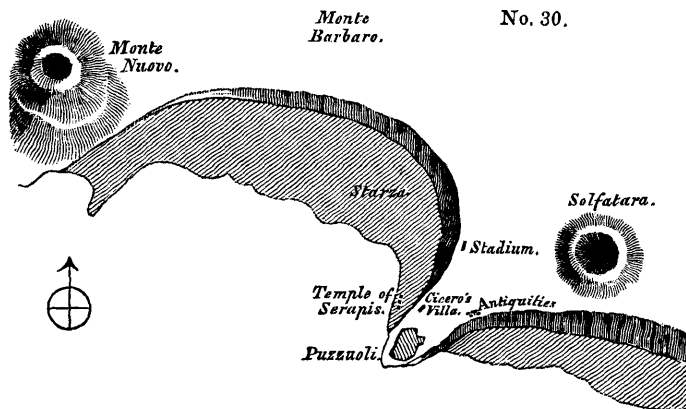 No. 30.
Monte
Barbaro.
Monte
Nuovo.
Starza.
Solfatara.
Stadium.
Temple of
Serapis.
Cicero's
Villa.
Antiquities
Puzzuoli.